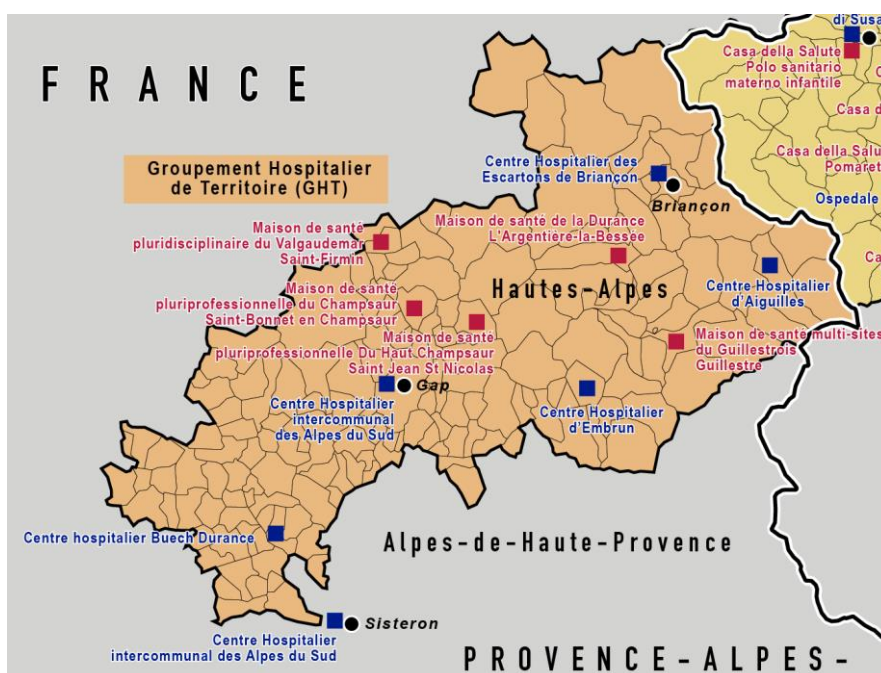 di Susa
Casa della Salute
Polo sanitario
materno infantile
FRANCE
Casa d
Groupement Hospitalier
de Territoire (GHT)
Centre Hospitalier des
Escartons de Briançon
Casa della Salu
Pomaret
Briançon
Ospedale
Maison de santé
pluridisciplinaire du Valgaudemar
Saint-Firmin
Maison de santé de la Durance
L'Argentière-la-Bessée
Ca
Maison de santé
pluriprofessionnelle du Champsaur
Saint-Bonnet en Champsaur
Hautes-Alpes
Centre Hospitalier
d'Aiguilles
Maison de santé
pluriprofessionnelle Du Haut Champsaur
Saint Jean St Nicolas
Maison de santé multi-sites
du Guillestrois
Guillestre
Gap
Centre Hospitalier
intercommunal
des Alpes du Sud
Centre Hospitalier
d'Embrun
Centre hospitalier Buech Durance
Alpes-de-Haute-Provence
Sisteron
Centre Hospitalier
intercommunal des Alpes du Sud
PROVENCE-ALPES-